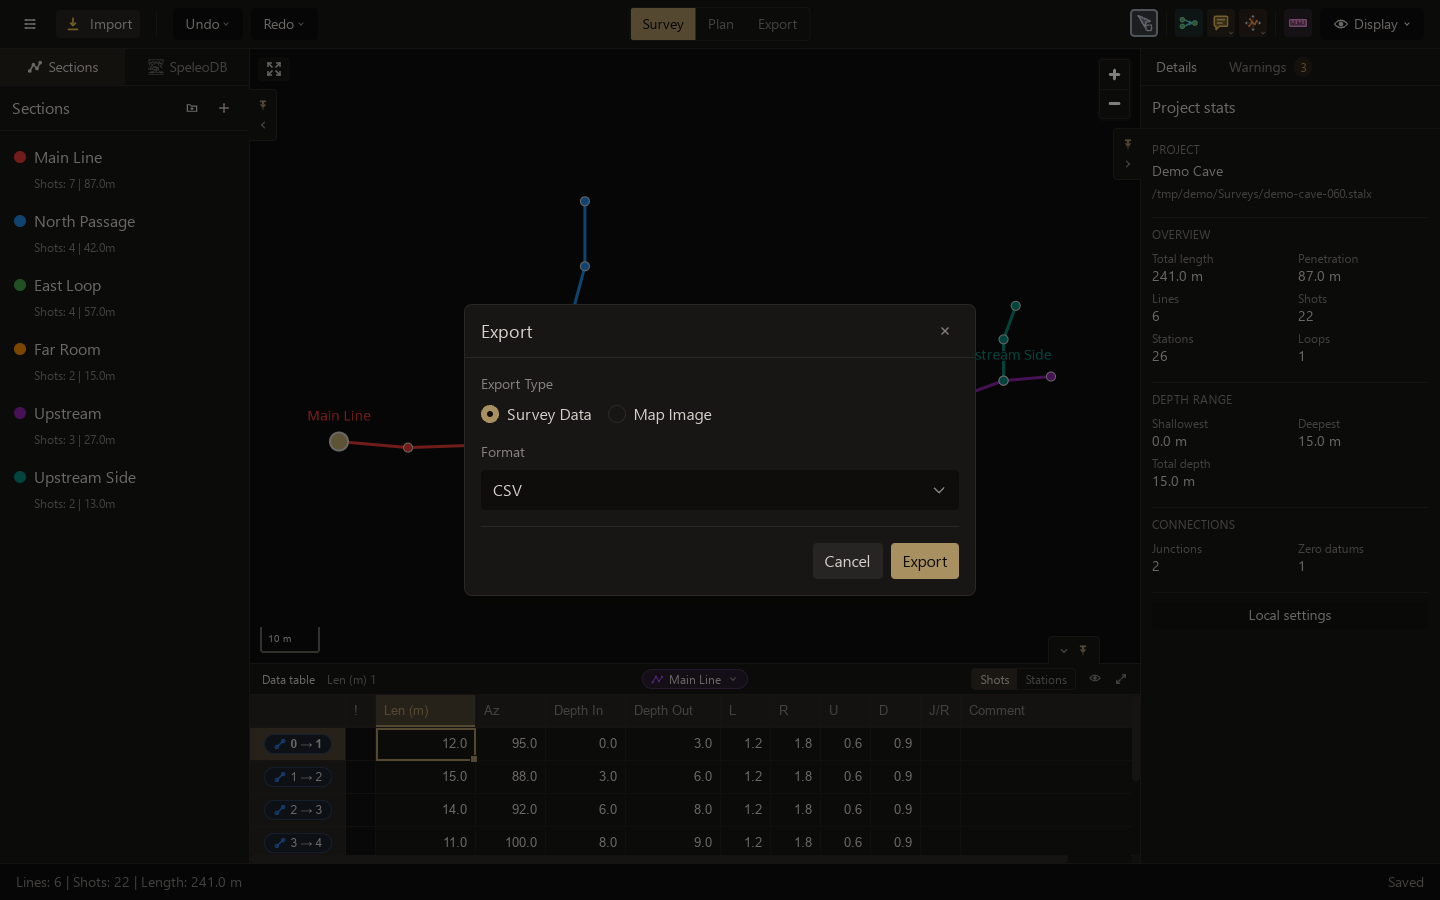 Import
Undo
Redo
Survey
Plan
Export
Display
Sections
SpeleoDB
Sections
Main Line
Shots: 7 | 87.0m
North Passage
Shots: 4 | 42.0m
East Loop
Shots: 4 | 57.0m
Far Room
Shots: 2 | 15.0m
Upstream
Shots: 3 | 27.0m
Upstream Side
Shots: 2 | 13.0m
Main Line
stream Side
10 m
Export
Export Type
Survey Data
Map Image
Format
CSV
Cancel
Export
Details
Warnings 3
Project stats
PROJECT
Demo Cave
/tmp/demo/Surveys/demo-cave-060.stalx
OVERVIEW
Total length
Penetration
241.0 m
87.0 m
Lines
Shots
6
22
Stations
Loops
26
1
DEPTH RANGE
Shallowest
Deepest
0.0 m
15.0 m
Total depth
15.0 m
CONNECTIONS
Junctions
Zero datums
2
1
Local settings
Data table
Len (m) 1
Main Line
Shots
Stations
! Len (m) Az Depth In Depth Out L R U D J/R Comment
0→1 12.0 95.0 0.0 3.0 1.2 1.8 0.6 0.9
1→2 15.0 88.0 3.0 6.0 1.2 1.8 0.6 0.9
2→3 14.0 92.0 6.0 8.0 1.2 1.8 0.6 0.9
3→4 11.0 100.0 8.0 9.0 1.2 1.8 0.6 0.9
Lines: 6 | Shots: 22 | Length: 241.0 m
Saved